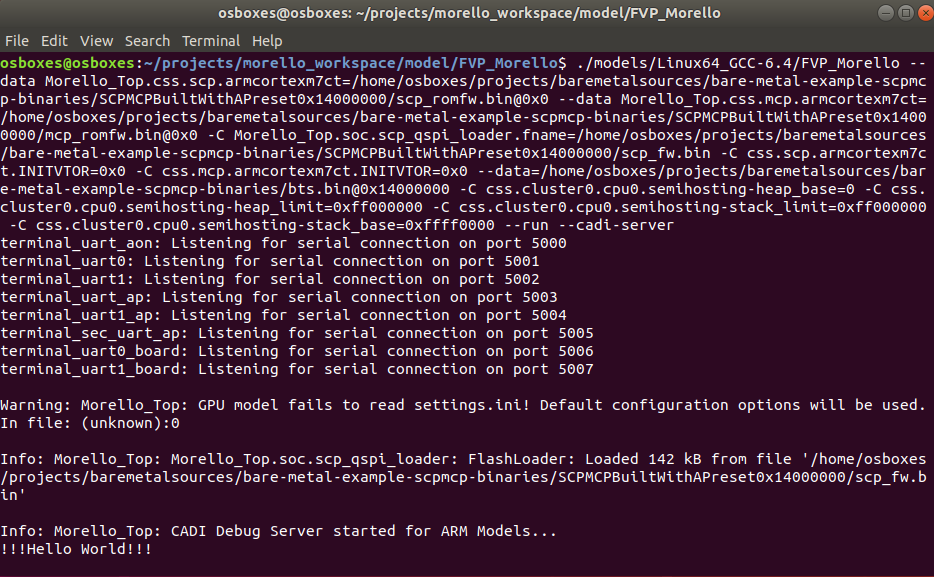 osboxes@osboxes: ~/projects/morello_workspace/model/FVP_Morello
File Edit View Search Terminal Help
osboxes@osboxes:~/projects/morello_workspace/model/FVP_Morello$ ./models/Linux64_GCC-6.4/FVP_Morello --
data Morello_Top.css.scp.armcortexm7ct=/home/osboxes/projects/baremetalsources/bare-metal-example-scpmc
p-binaries/SCPMCPBuiltWithAPreset0x14000000/scp_romfw.bin@0x0 --data Morello_Top.css.mcp.armcortexm7ct=
/home/osboxes/projects/baremetalsources/bare-metal-example-scpmcp-binaries/SCPMCPBuiltWithAPreset0x1400
0000/mcp_romfw.bin@0x0 -C Morello_Top.soc.scp_qspi_loader.fname=/home/osboxes/projects/baremetalsources
/bare-metal-example-scpmcp-binaries/SCPMCPBuiltWithAPreset0x14000000/scp_fw.bin -C css.scp.armcortexm7c
t.INITVTOR=0x0 -C css.mcp.armcortexm7ct.INITVTOR=0x0 --data=/home/osboxes/projects/baremetalsources/bar
e-metal-example-scpmcp-binaries/bts.bin@0x14000000 -C css.cluster0.cpu0.semihosting-heap_base=0 -C css.
cluster0.cpu0.semihosting-heap_limit=0xff000000 -C css.cluster0.cpu0.semihosting-stack_limit=0xff000000
-C css.cluster0.cpu0.semihosting-stack_base=0xffff0000 --run --cadi-server
terminal_uart_aon: Listening for serial connection on port 5000
terminal_uart0: Listening for serial connection on port 5001
terminal_uart1: Listening for serial connection on port 5002
terminal_uart_ap: Listening for serial connection on port 5003
terminal_uart1_ap: Listening for serial connection on port 5004
terminal_sec_uart_ap: Listening for serial connection on port 5005
terminal_uart0_board: Listening for serial connection on port 5006
terminal_uart1_board: Listening for serial connection on port 5007
Warning: Morello_Top: GPU model fails to read settings.ini! Default configuration options will be used.
In file: (unknown):0
Info: Morello_Top: Morello_Top.soc.scp_qspi_loader: FlashLoader: Loaded 142 kB from file '/home/osboxes
/projects/baremetalsources/bare-metal-example-scpmcp-binaries/SCPMCPBuiltWithAPreset0x14000000/scp_fw.b
in'
Info: Morello_Top: CADI Debug Server started for ARM Models...
!!!Hello World!!!